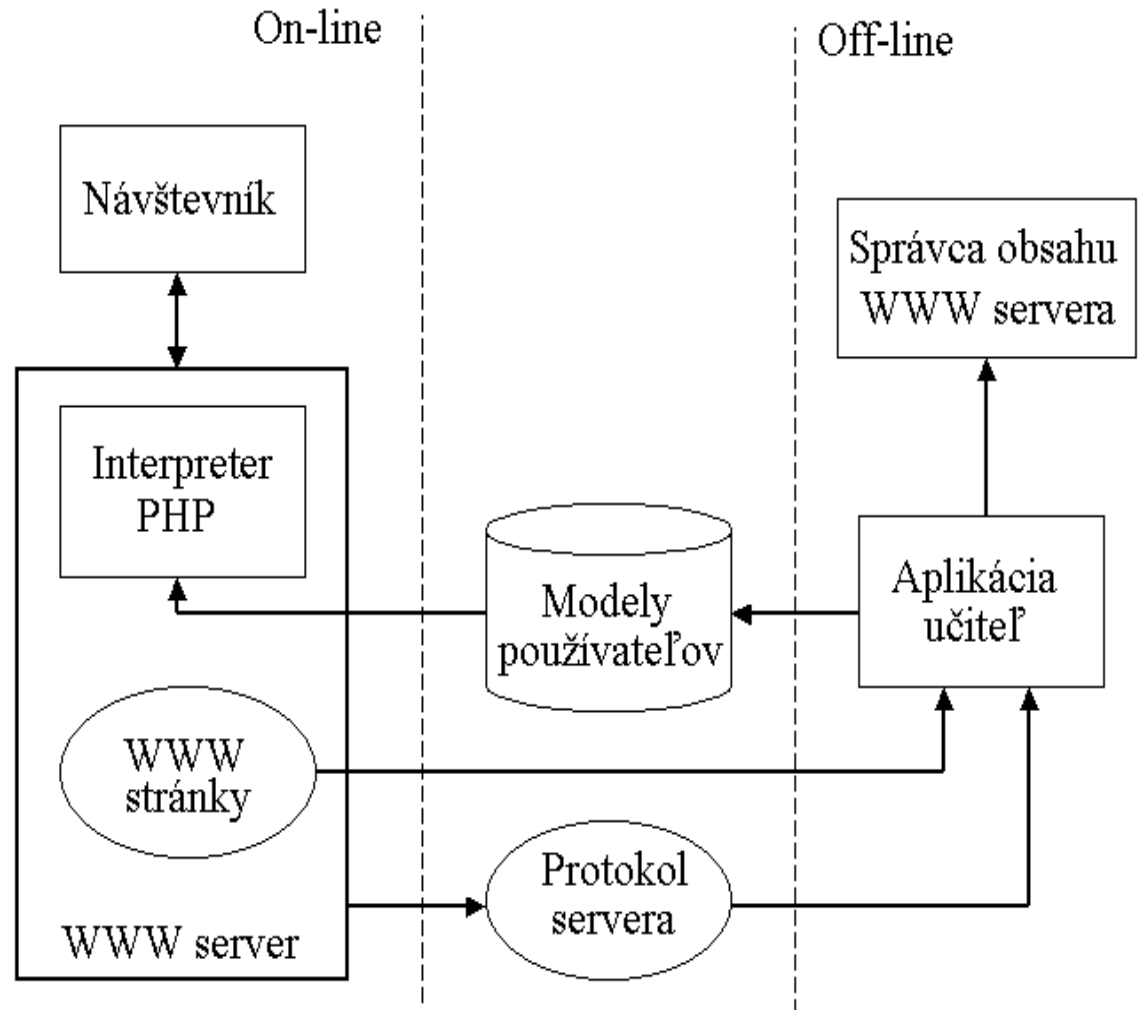 On-line
Off-line
Návštevník
Správca obsahu
WWW servera
Interpreter
PHP
Modely
používateľov
Aplikácia
učiteľ
WWW
stránky
Protokol
servera
WWW server